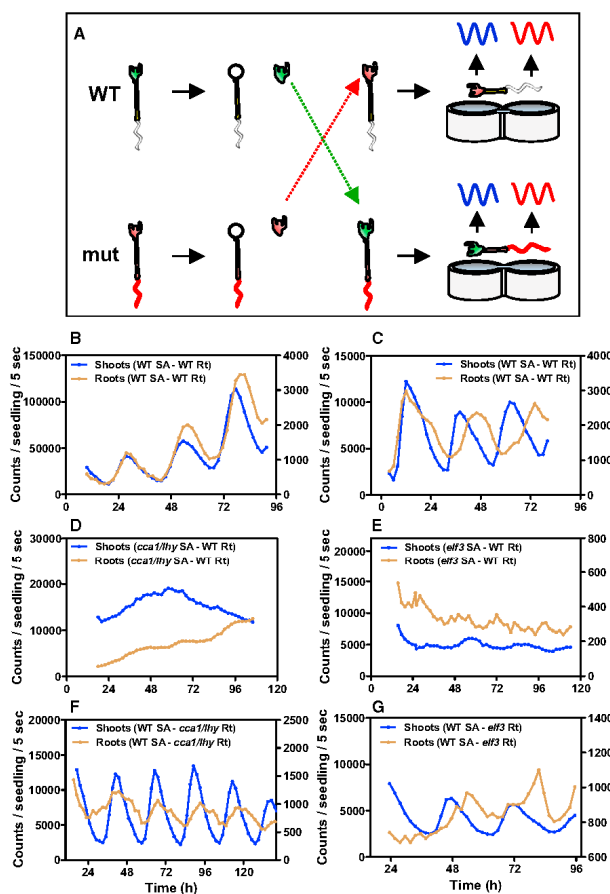 A
WT
mut
B
Shoots (WT SA - WT Rt)
Roots (WT SA - WT Rt)
Counts / seedling / 5 sec
150000
100000
50000
0
4000
3000
2000
1000
0
0 24 48 72 96
C
Shoots (WT SA - WT Rt)
Roots (WT SA - WT Rt)
Counts / seedling / 5 sec
15000
10000
5000
0
4000
3000
2000
1000
0
0 24 48 72
D
Shoots (cca1/lhy SA - WT Rt)
Roots (cca1/lhy SA - WT Rt)
Counts / seedling / 5 sec
30000
20000
10000
0
24 48 72 96 120
E
Shoots (elf3 SA - WT Rt)
Roots (elf3 SA - WT Rt)
Counts / seedling / 5 sec
20000
15000
10000
5000
0
800
600
400
200
0
0 24 48 72 96 120
F
Shoots (WT SA - cca1/lhy Rt)
Roots (WT SA - cca1/lhy Rt)
Counts / seedling / 5 sec
20000
15000
10000
5000
0
2500
2000
1500
1000
500
0
24 48 72 96 120
Time (h)
G
Shoots (WT SA - elf3 Rt)
Roots (WT SA - elf3 Rt)
Counts / seedling / 5 sec
15000
10000
5000
0
1400
1200
1000
800
600
24 48 72 96
Time (h)